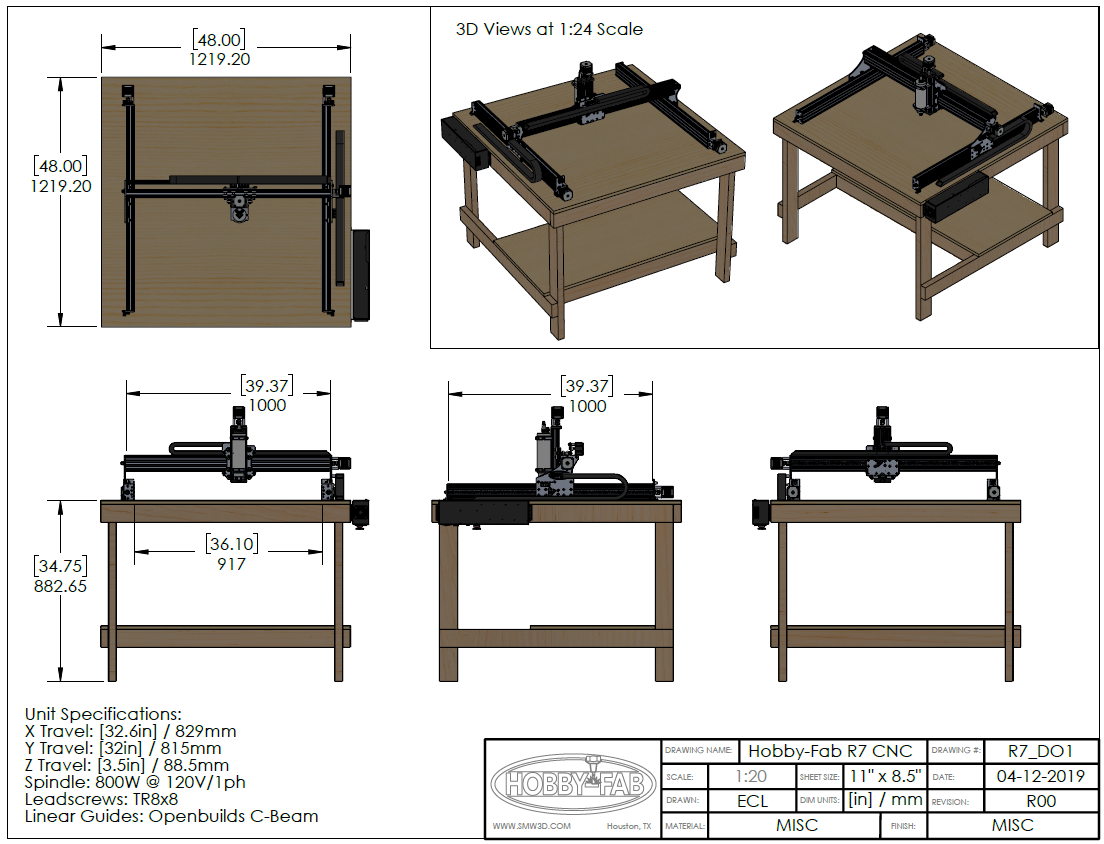 3D Views at 1:24 Scale
[48.00]
1219.20
[48.00]
1219.20
[39.37]
1000
[39.37]
1000
[36.10]
917
[34.75]
882.65
Unit Specifications:
X Travel: [32.6in] / 829mm
Y Travel: [32in] / 815mm
Z Travel: [3.5in] / 88.5mm
Spindle: 800W @ 120V/1ph
Leadscrews: TR8x8
Linear Guides: Openbuilds C-Beam
HOBBY-FAB
WWW.SMW3D.COM Houston, TX
DRAWING NAME: Hobby-Fab R7 CNC DRAWING #: R7_DO1
SCALE: 1:20 SHEET SIZE: 11" x 8.5" DATE: 04-12-2019
DRAWN: ECL DIM UNITS: [in] / mm REVISION: R00
MATERIAL: MISC FINISH: MISC